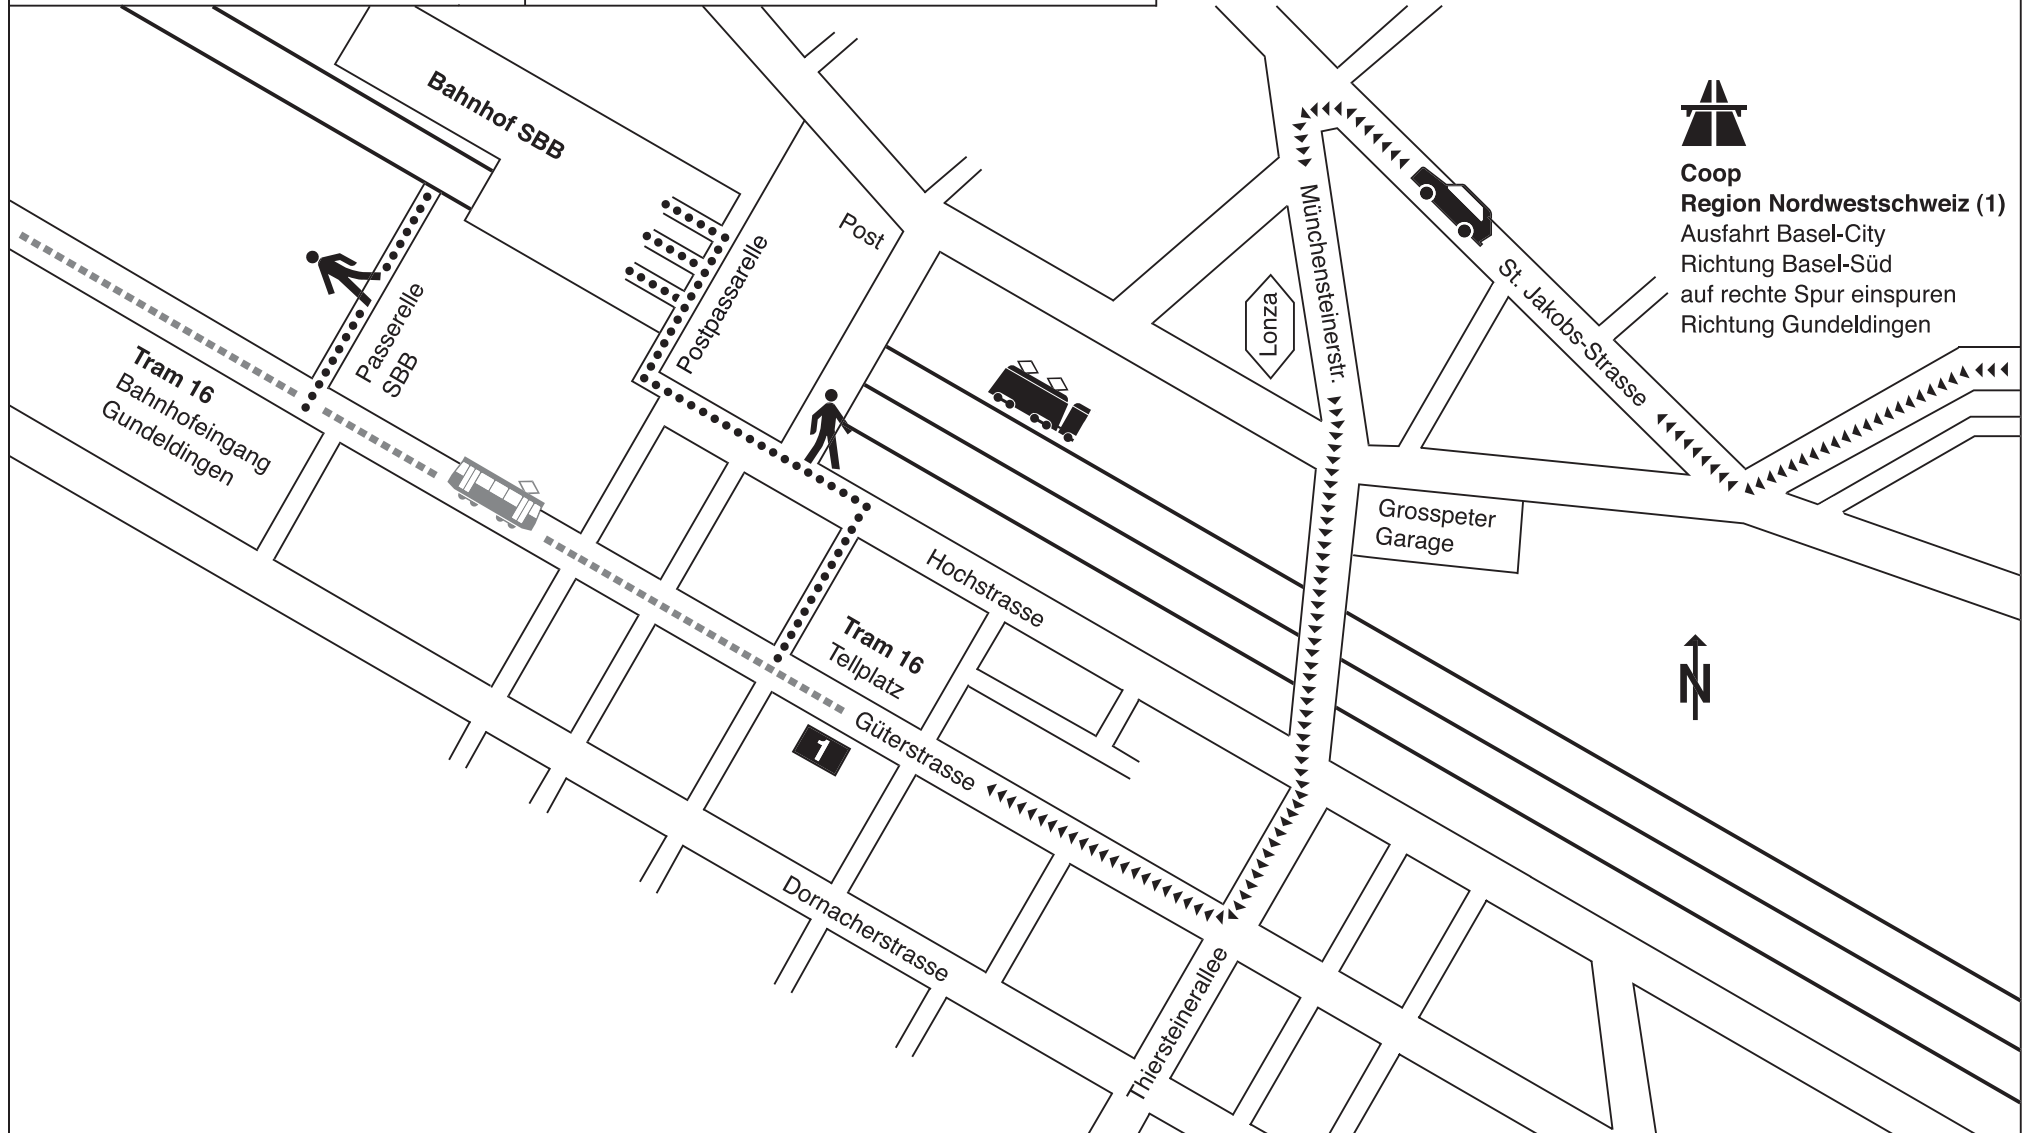 Bahnhof SBB
Coop
Region Nordwestschweiz (1)
Ausfahrt Basel-City
Richtung Basel-Süd
auf rechte Spur einspuren
Richtung Gundeldingen
Post
Münchensteinerstr.
St. Jakobs-Strasse
Lonza
Postpassarelle
Passerelle
SBB
Tram 16
Bahnhofeingang
Gundeldingen
Grosspeter
Garage
Hochstrasse
Tram 16
Tellplatz
N
Güterstrasse
1
Dornacherstrasse
Thiersteinerallee